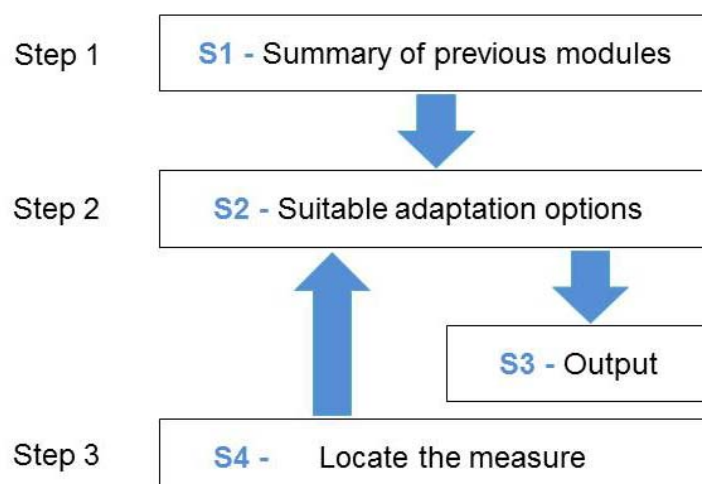 Step 1
S1 - Summary of previous modules
Step 2
S2 - Suitable adaptation options
S3 - Output
Step 3
S4 - Locate the measure